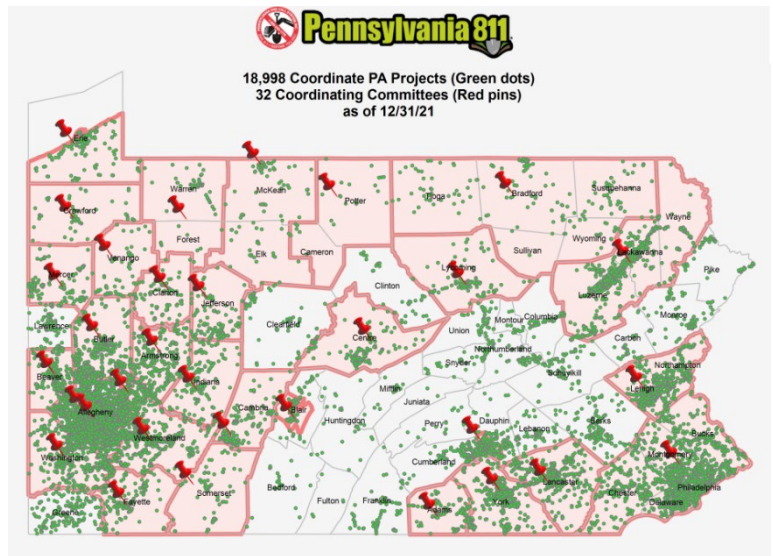 Pennsylvania 811
18,998 Coordinate PA Projects (Green dots)
32 Coordinating Committees (Red pins)
as of 12/31/21
Erie
Warren
McKean
Potter
Tioga
Bradford
Susquehanna
Wayne
Crawford
Forest
Elk
Cameron
Sullivan
Wyoming
Lackawanna
Pike
Venango
Mercer
Clarion
Jefferson
Clinton
Lycoming
Luzerne
Monroe
Lawrence
Butler
Clearfield
Centre
Union
Montour
Columbia
Carbon
Northumberland
Snyder
Schuylkill
Northampton
Lehigh
Beaver
Armstrong
Indiana
Allegheny
Cambria
Blair
Huntingdon
Mifflin
Juniata
Perry
Dauphin
Lebanon
Berks
Bucks
Westmoreland
Washington
Cumberland
Montgomery
Lancaster
Philadelphia
Chester
Delaware
Greene
Fayette
Somerset
Bedford
Fulton
Franklin
Adams
York